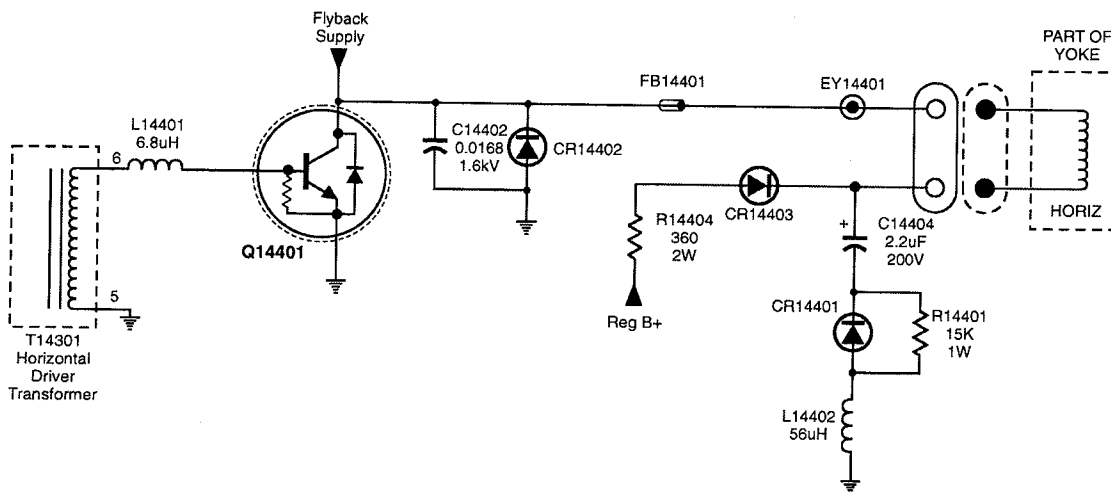 Flyback
Supply
PART OF
YOKE
FB14401
EY14401
L14401
6.8uH
6
C14402
0.0168
1.6kV
CR14402
CR14403
R14404
360
2W
Reg B+
+
C14404
2.2uF
200V
HORIZ
Q14401
5
T14301
Horizontal
Driver
Transformer
CR14401
R14401
15K
1W
L14402
56uH